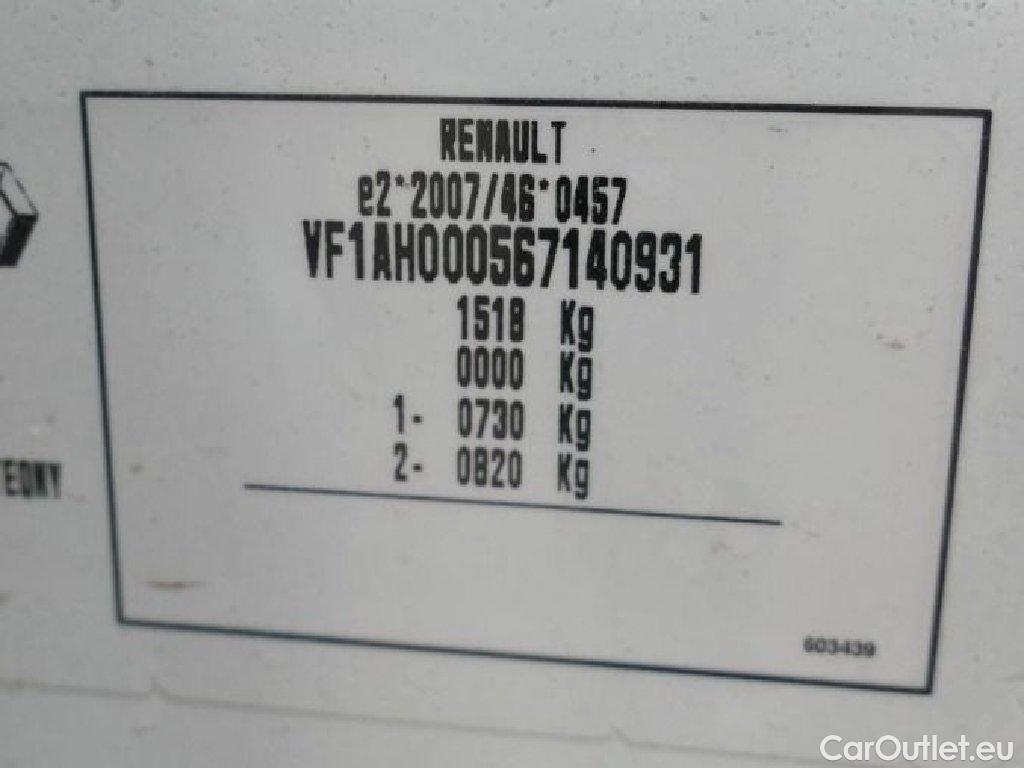 RENAULT
e2*2007/46*0457
VF1AH000567140931
1518 Kg
0000 Kg
1- 0730 Kg
2- 0820 Kg
603439
CarOutlet.eu